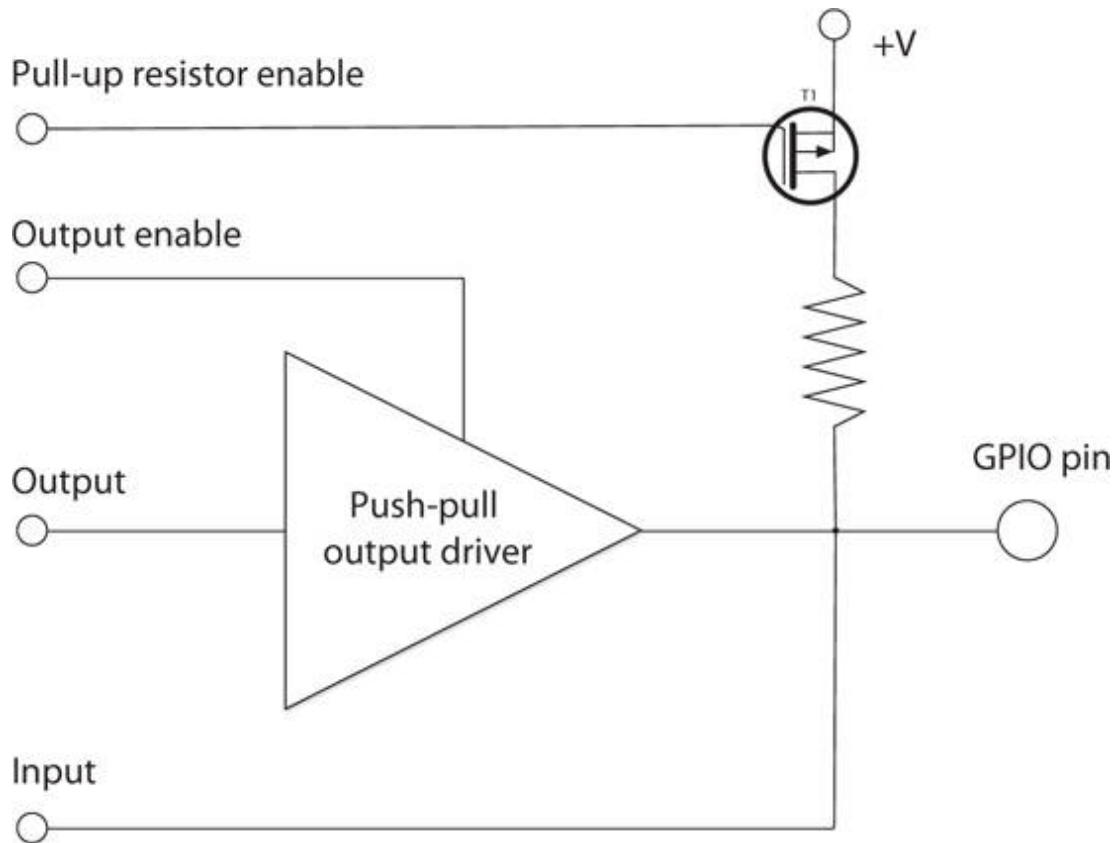 +V
Pull-up resistor enable
T1
Output enable
GPIO pin
Output
Push-pull
output driver
Input